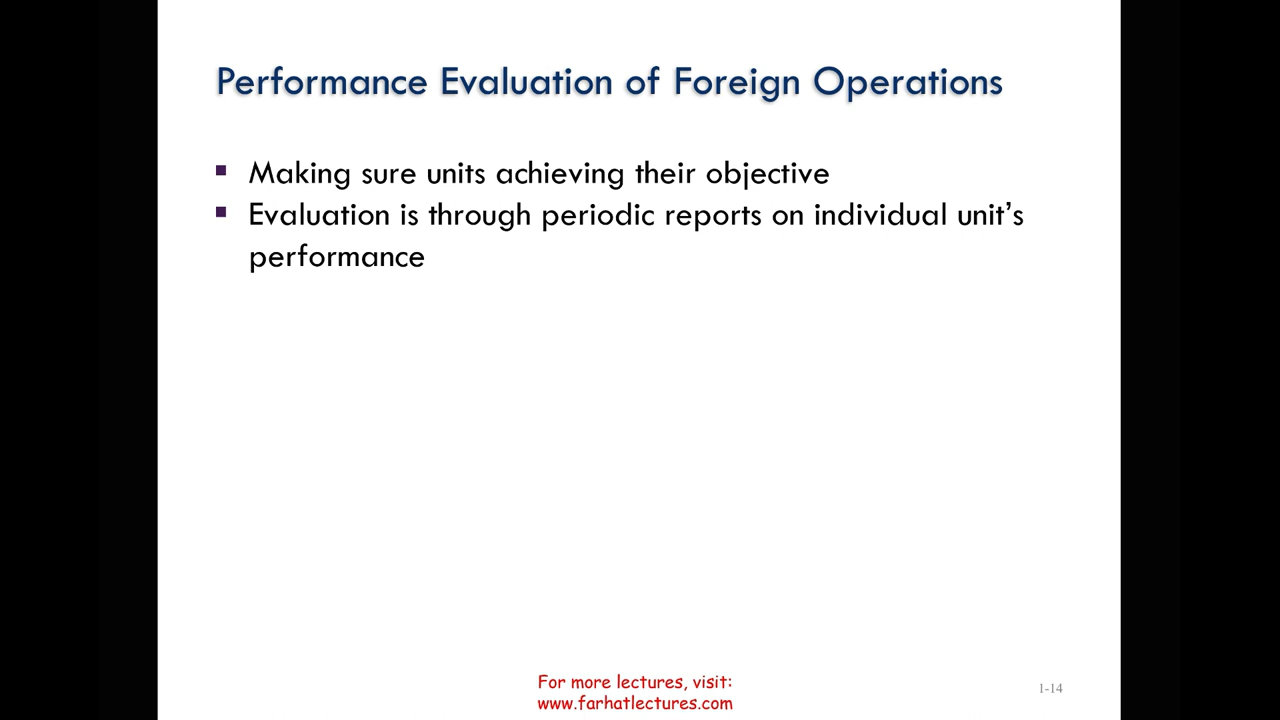 Performance Evaluation of Foreign Operations
▪ Making sure units achieving their objective
▪ Evaluation is through periodic reports on individual unit’s
performance
For more lectures, visit:
www.farhatlectures.com
1-14